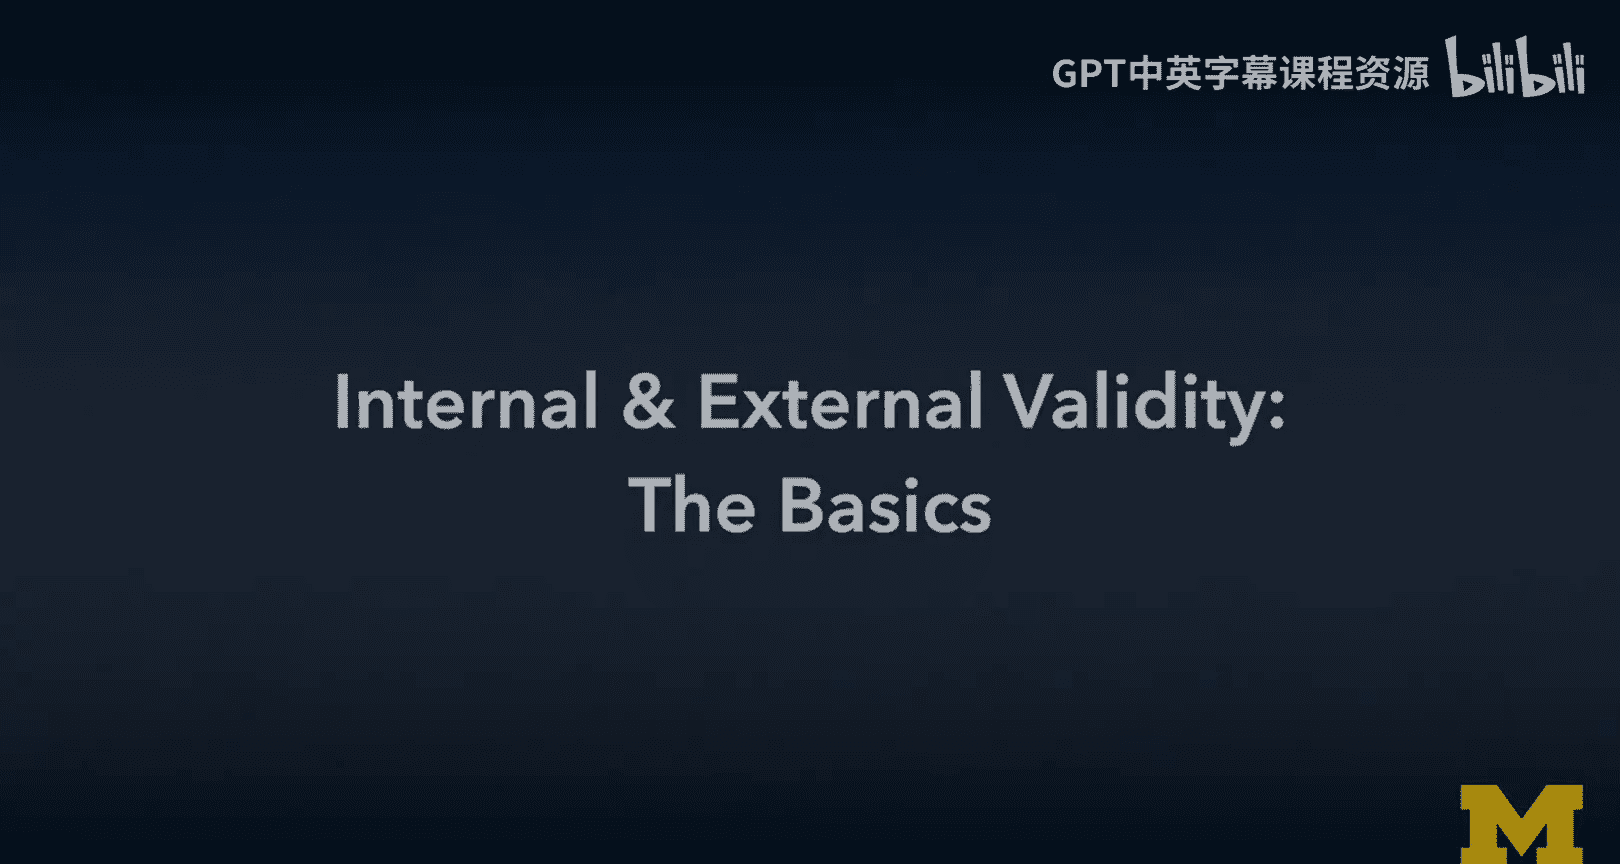 GPT中英字幕课程资源 bilibili
Internal & External Validity:
The Basics
M